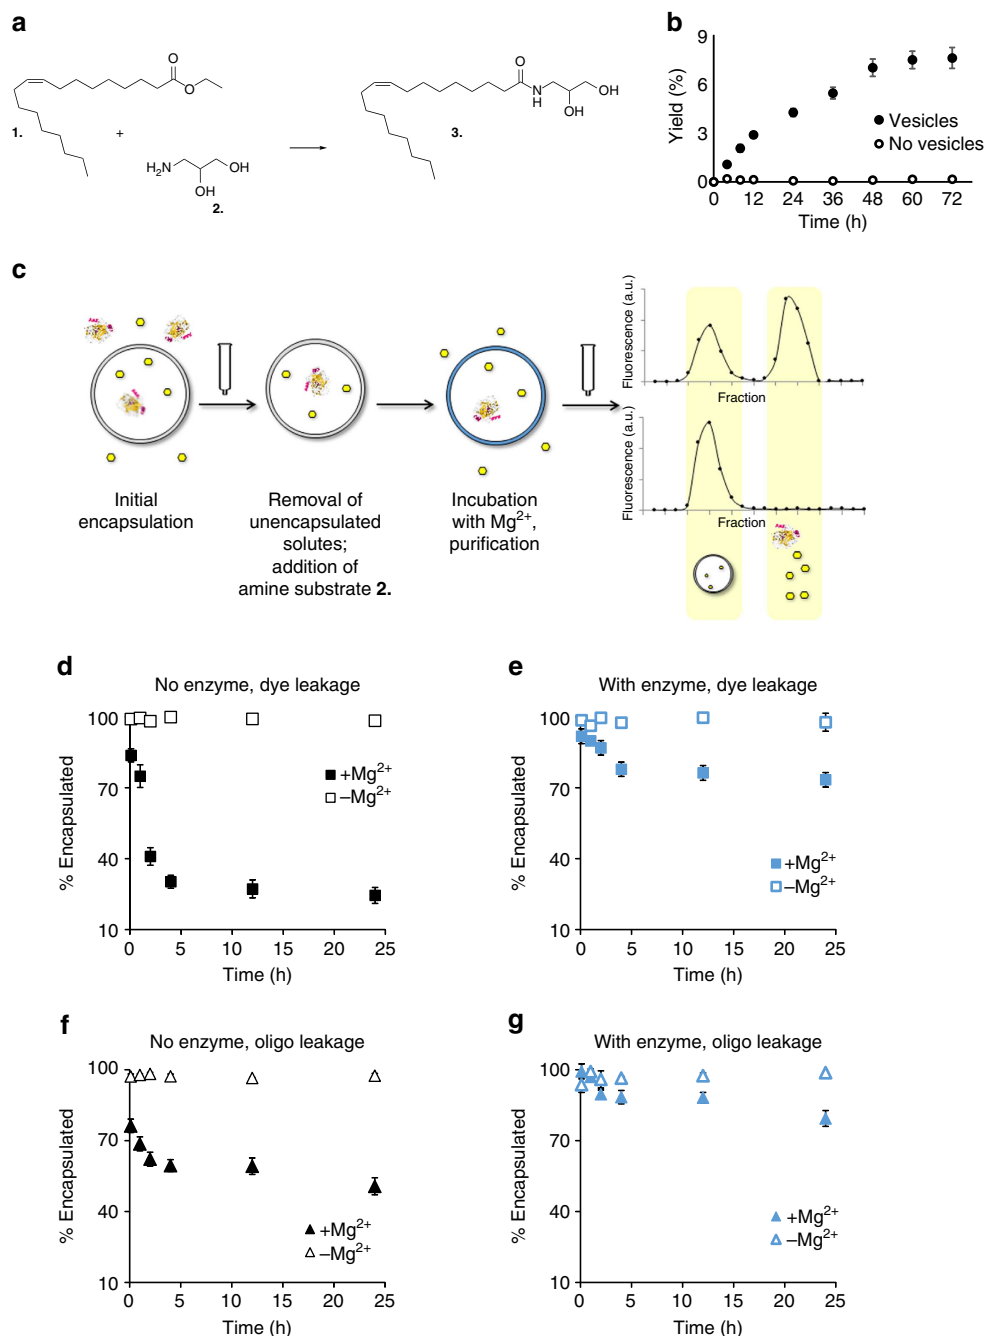 a
O
O
1.
+
H₂N
OH
OH
2.
O
N
H
OH
OH
3.
b
9
6
3
0
Yield (%)
Vesicles
No vesicles
0 12 24 36 48 60 72
Time (h)
c
Initial
encapsulation
Removal of
unencapsulated
solutes;
addition of
amine substrate 2.
Incubation
with Mg²⁺,
purification
Fluorescence (a.u.)
Fraction
Fluorescence (a.u.)
Fraction
d
No enzyme, dye leakage
100
70
40
10
% Encapsulated
+Mg²⁺
–Mg²⁺
0 5 10 15 20 25
Time (h)
e
With enzyme, dye leakage
100
70
40
10
% Encapsulated
+Mg²⁺
–Mg²⁺
0 5 10 15 20 25
Time (h)
f
No enzyme, oligo leakage
100
70
40
10
% Encapsulated
+Mg²⁺
–Mg²⁺
0 5 10 15 20 25
Time (h)
g
With enzyme, oligo leakage
100
70
40
10
% Encapsulated
+Mg²⁺
–Mg²⁺
0 5 10 15 20 25
Time (h)